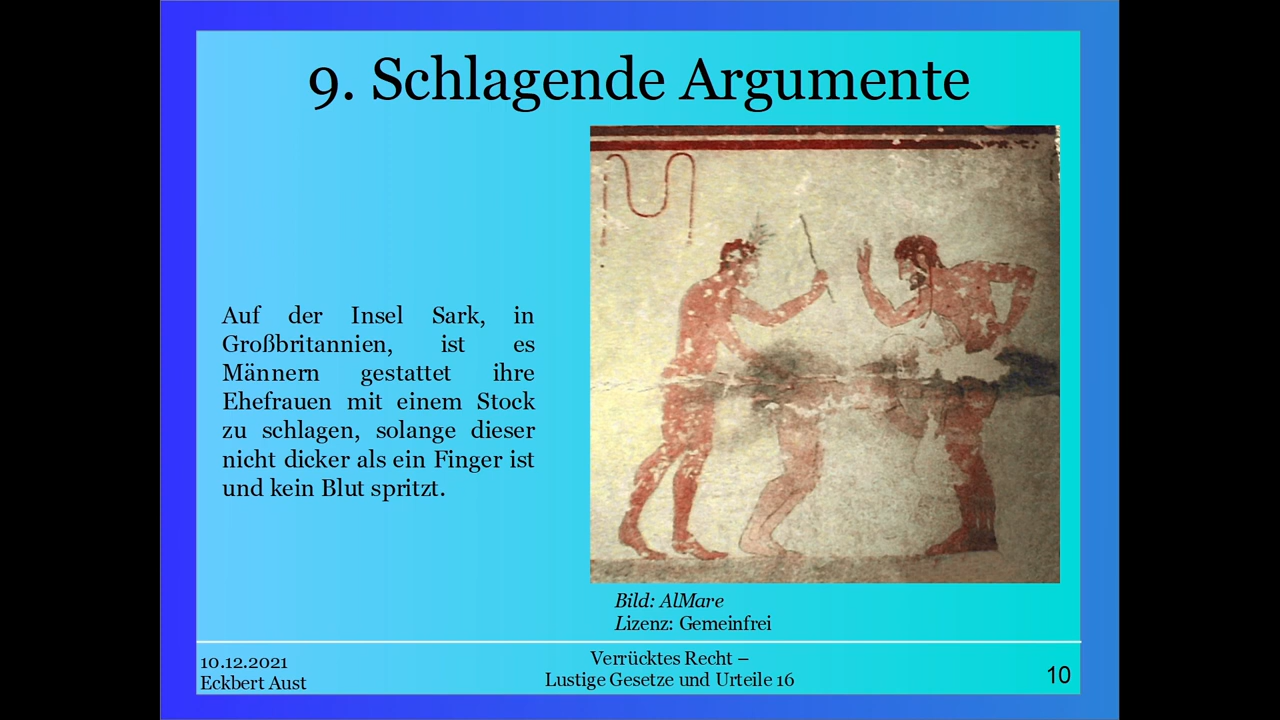 9. Schlagende Argumente
Auf der Insel Sark, in
Großbritannien, ist es
Männern gestattet ihre
Ehefrauen mit einem Stock
zu schlagen, solange dieser
nicht dicker als ein Finger ist
und kein Blut spritzt.
Bild: AlMare
Lizenz: Gemeinfrei
10.12.2021
Eckbert Aust
Verrücktes Recht –
Lustige Gesetze und Urteile 16
10